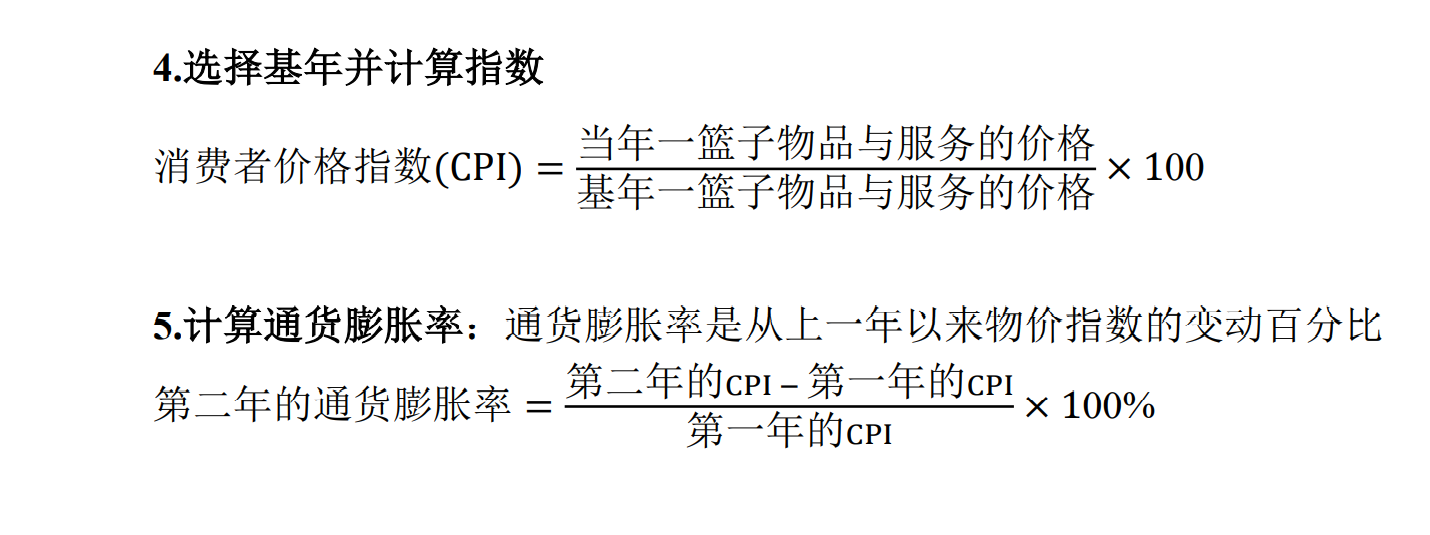 4.选择基年并计算指数
消费者价格指数(CPI) = 当年一篮子物品与服务的价格 / 基年一篮子物品与服务的价格 × 100
5.计算通货膨胀率：通货膨胀率是从上一年以来物价指数的变动百分比
第二年的通货膨胀率 = 第二年的CPI – 第一年的CPI / 第一年的CPI × 100%